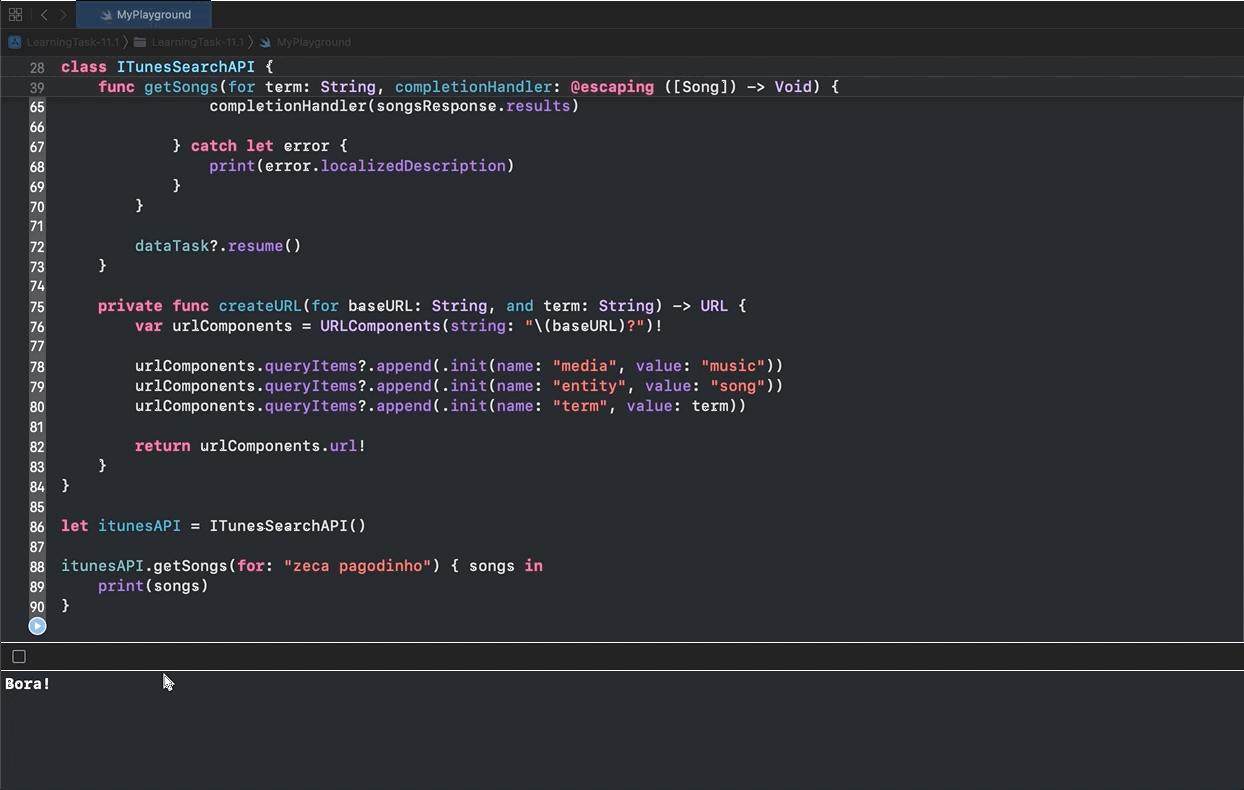 MyPlayground
LearningTask-11.1 〉 LearningTask-11.1 〉 MyPlayground
28 class ITunesSearchAPI {
39 func getSongs(for term: String, completionHandler: @escaping ([Song]) -> Void) {
65 completionHandler(songsResponse.results)
66
67 } catch let error {
68 print(error.localizedDescription)
69 }
70 }
71
72 dataTask?.resume()
73 }
74
75 private func createURL(for baseURL: String, and term: String) -> URL {
76 var urlComponents = URLComponents(string: "\(baseURL)?")!
77
78 urlComponents.queryItems?.append(.init(name: "media", value: "music"))
79 urlComponents.queryItems?.append(.init(name: "entity", value: "song"))
80 urlComponents.queryItems?.append(.init(name: "term", value: term))
81
82 return urlComponents.url!
83 }
84 }
85
86 let itunesAPI = ITunesSearchAPI()
87
88 itunesAPI.getSongs(for: "zeca pagodinho") { songs in
89 print(songs)
90 }
Bora!